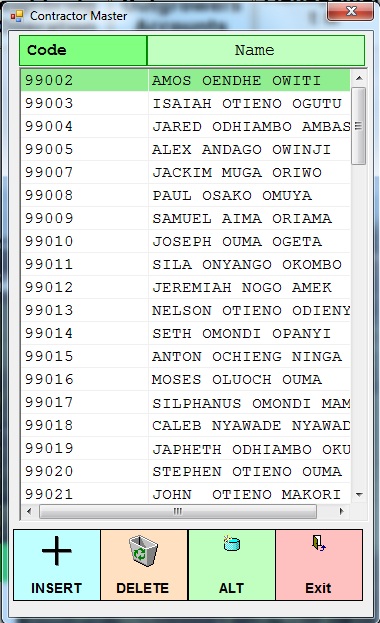 Contractor Master
Code Name
99002 AMOS OENDHE OWITI
99003 ISAIAH OTIENO OGUTU
99004 JARED ODHIAMBO AMBAS
99005 ALEX ANDAGO OWINJI
99007 JACKIM MUGA ORIWO
99008 PAUL OSAKO OMUYA
99009 SAMUEL AIMA ORIAMA
99010 JOSEPH OUMA OGETA
99011 SILA ONYANGO OKOMBO
99012 JEREMIAH NOGO AMEK
99013 NELSON OTIENO ODIENY
99014 SETH OMONDI OPANYI
99015 ANTON OCHIENG NINGA
99016 MOSES OLUOCH OUMA
99017 SILPHANUS OMONDI MAM
99018 CALEB NYAWADE NYAWAD
99019 JAPHETH ODHIAMBO OKU
99020 STEPHEN OTIENO OUMA
99021 JOHN  OTIENO MAKORI
INSERT DELETE ALT Exit